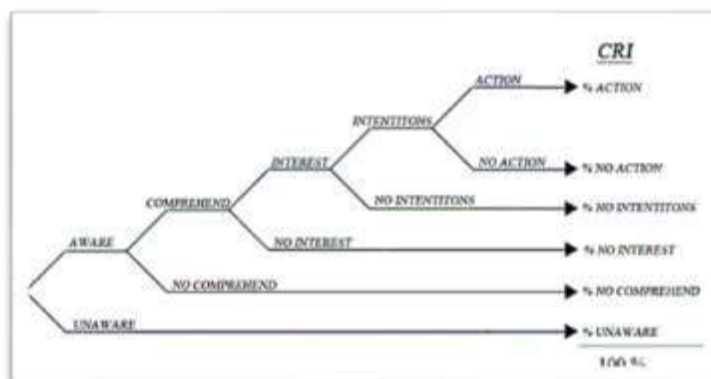 CRI
ACTION % ACTION
INTENTITONS
INTEREST NO ACTION % NO ACTION
COMPREHEND NO INTENTITONS % NO INTENTITONS
AWARE NO INTEREST % NO INTEREST
NO COMPREHEND % NO COMPREHEND
UNAWARE % UNAWARE
100 %